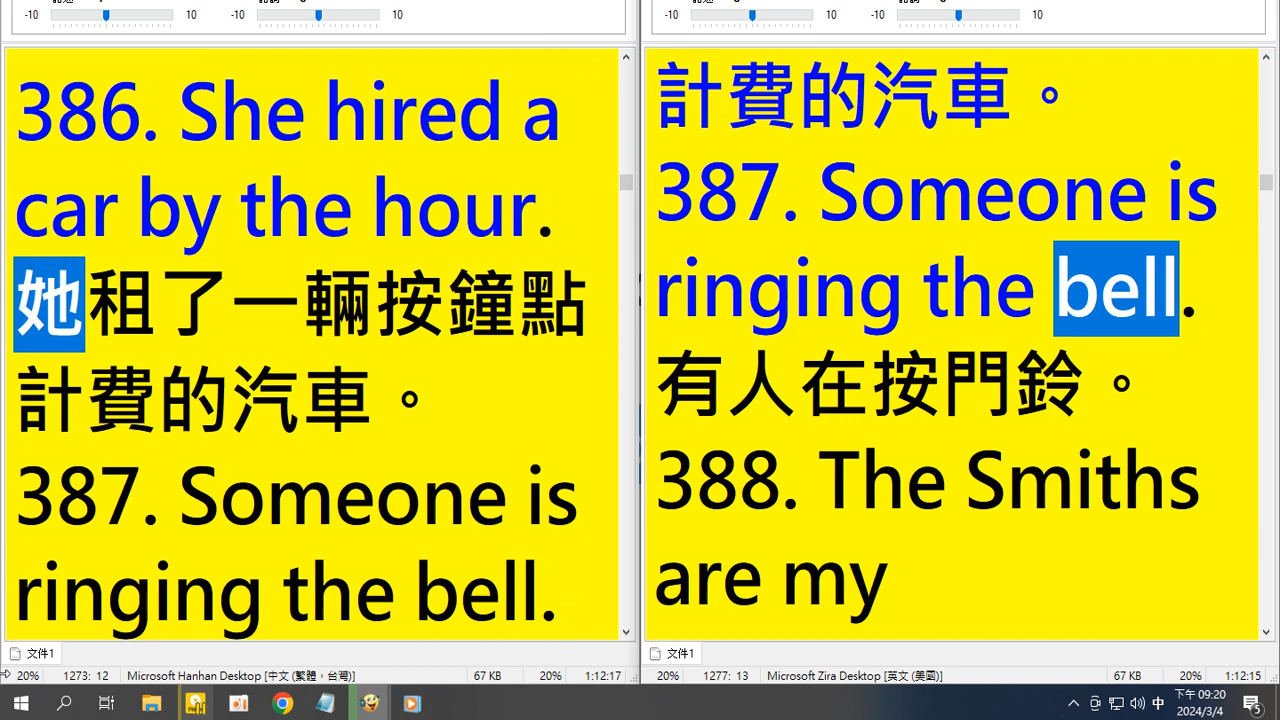 -10
10
-10
10
-10
10
-10
10
386. She hired a
car by the hour.
她租了一輛按鐘點
計費的汽車。
387. Someone is
ringing the bell.
計費的汽車。
387. Someone is
ringing the bell.
有人在按門鈴。
388. The Smiths
are my
文件1
文件1
20%
1273: 12
Microsoft Hanhan Desktop [中文 (繁體，台灣)]
67 KB
20%
1:12:17
20%
1277: 13
Microsoft Zira Desktop [英文 (美國)]
67 KB
20%
1:12:15
中
下午 09:20
2024/3/4
5